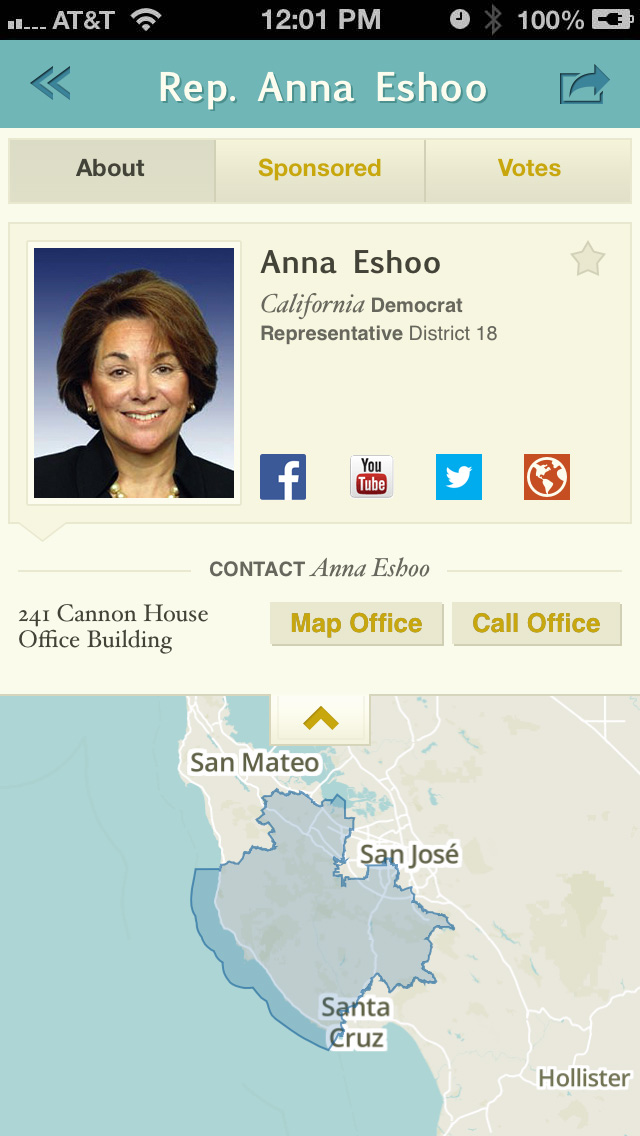 AT&T 12:01 PM 100%
Rep. Anna Eshoo
About Sponsored Votes
Anna Eshoo
California Democrat
Representative District 18
You
Tube
CONTACT Anna Eshoo
241 Cannon House
Office Building
Map Office Call Office
San Mateo
San José
Santa
Cruz
Hollister